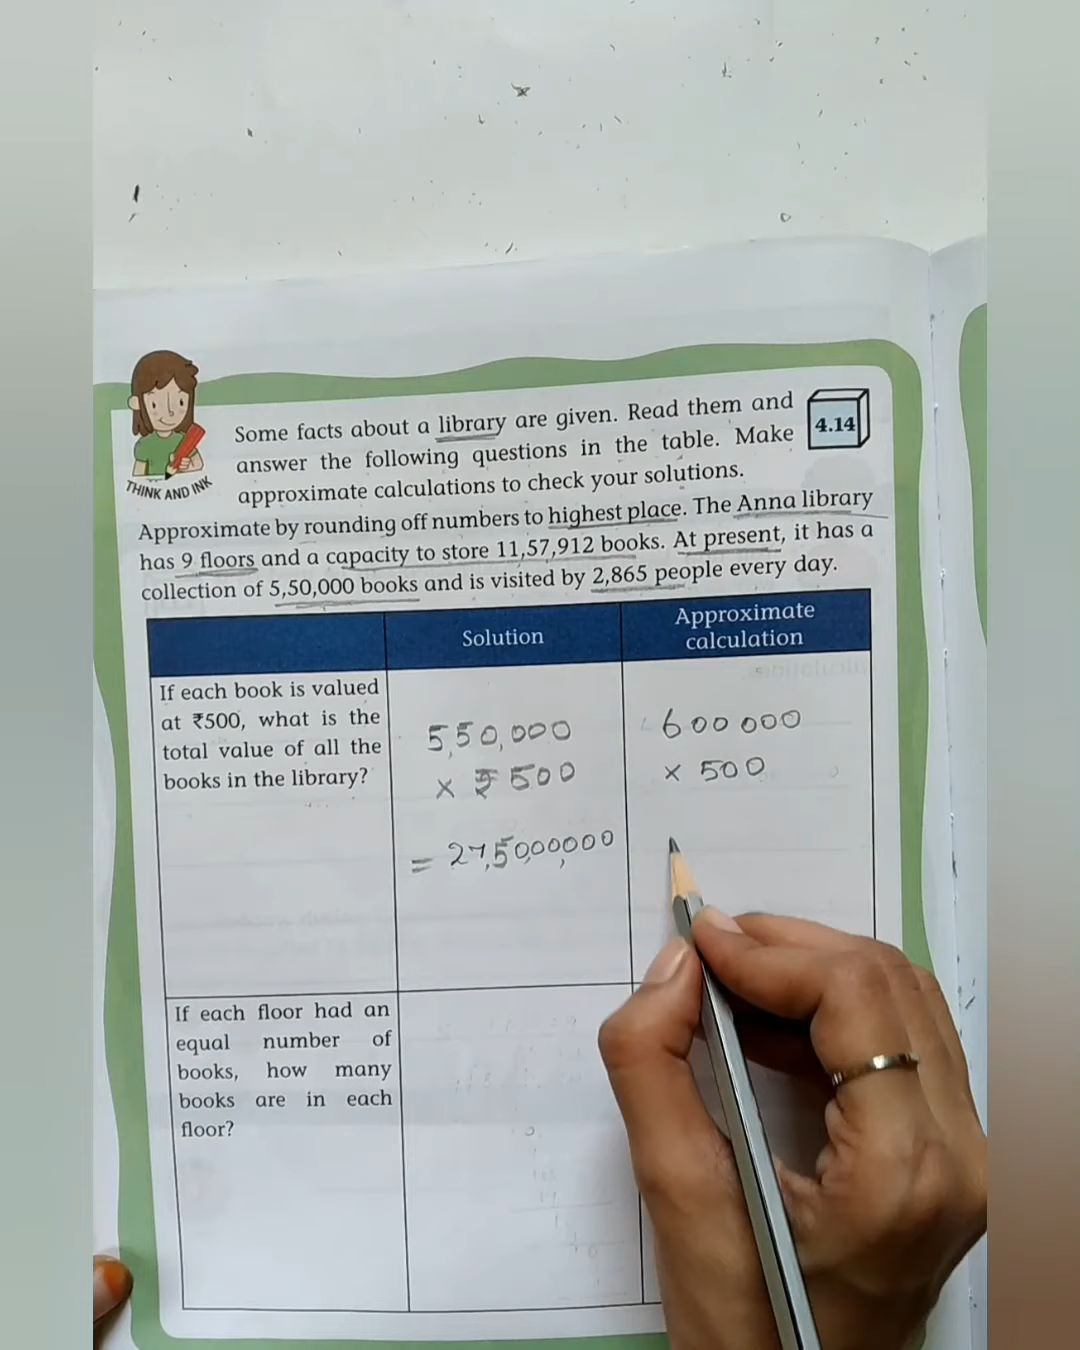 Some facts about a library are given. Read them and
4.14
answer the following questions in the table. Make
approximate calculations to check your solutions.
THINK AND INK
Approximate by rounding off numbers to highest place. The Anna library
has 9 floors and a capacity to store 11,57,912 books. At present, it has a
collection of 5,50,000 books and is visited by 2,865 people every day.
Solution
Approximate
calculation
If each book is valued
at ₹500, what is the
total value of all the
books in the library?
5,50,000
× ₹ 500
= 27,50,00,000
600 000
× 500
If each floor had an
equal number of
books, how many
books are in each
floor?